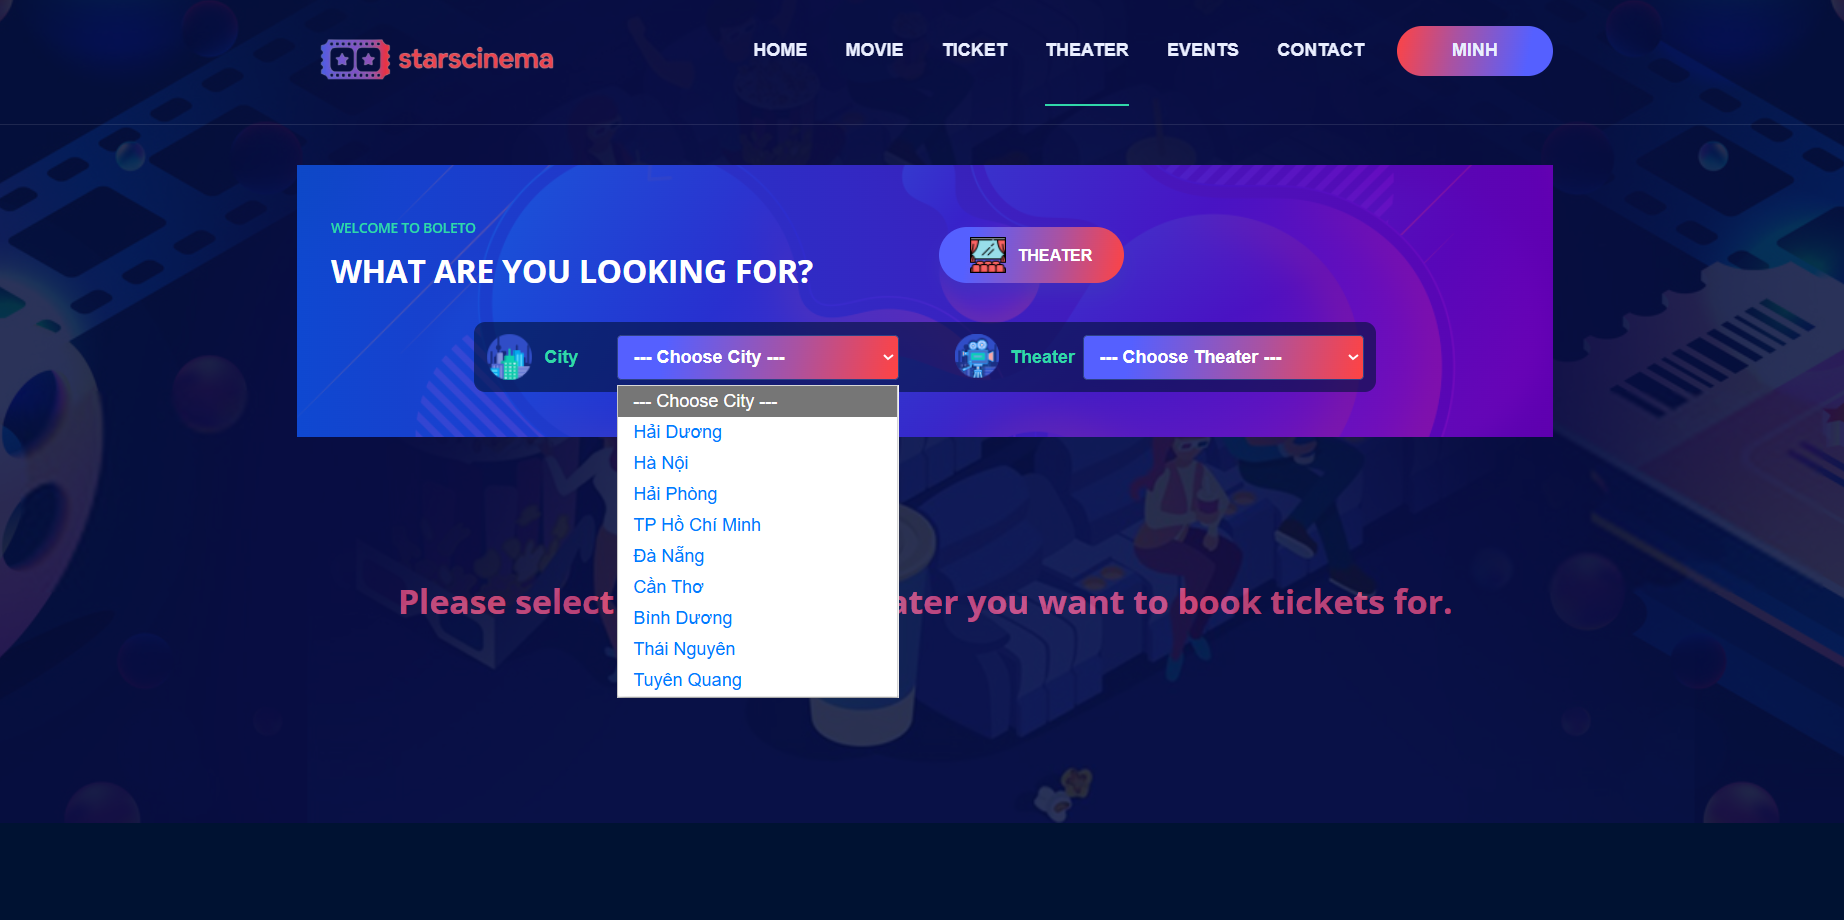 starscinema
HOME MOVIE TICKET THEATER EVENTS CONTACT MINH
WELCOME TO BOLETO
WHAT ARE YOU LOOKING FOR?
THEATER
City --- Choose City --- Theater --- Choose Theater ---
--- Choose City ---
Hải Dương
Hà Nội
Hải Phòng
TP Hồ Chí Minh
Đà Nẵng
Cần Thơ
Bình Dương
Thái Nguyên
Tuyên Quang
Please select ater you want to book tickets for.